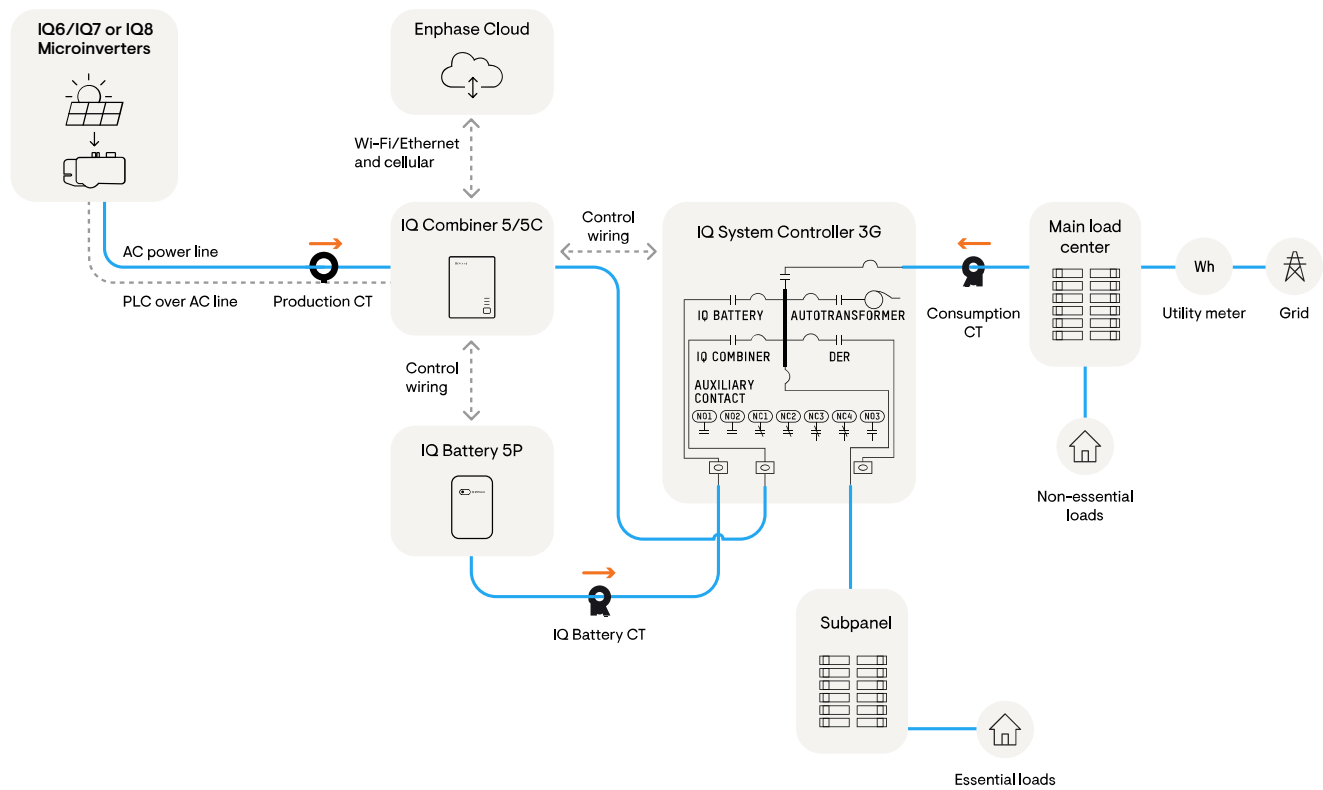 IQ6/IQ7 or IQ8
Microinverters
Enphase Cloud
Wi-Fi/Ethernet
and cellular
AC power line
PLC over AC line
Production CT
IQ Combiner 5/5C
Control
wiring
Control
wiring
IQ Battery 5P
IQ Battery CT
IQ System Controller 3G
IQ BATTERY
AUTOTRANSFORMER
IQ COMBINER
DER
AUXILIARY
CONTACT
NO1 NO2 NC1 NC2 NC3 NC4 NO3
Consumption
CT
Main load
center
Wh
Utility meter
Grid
Non-essential
loads
Subpanel
Essential loads